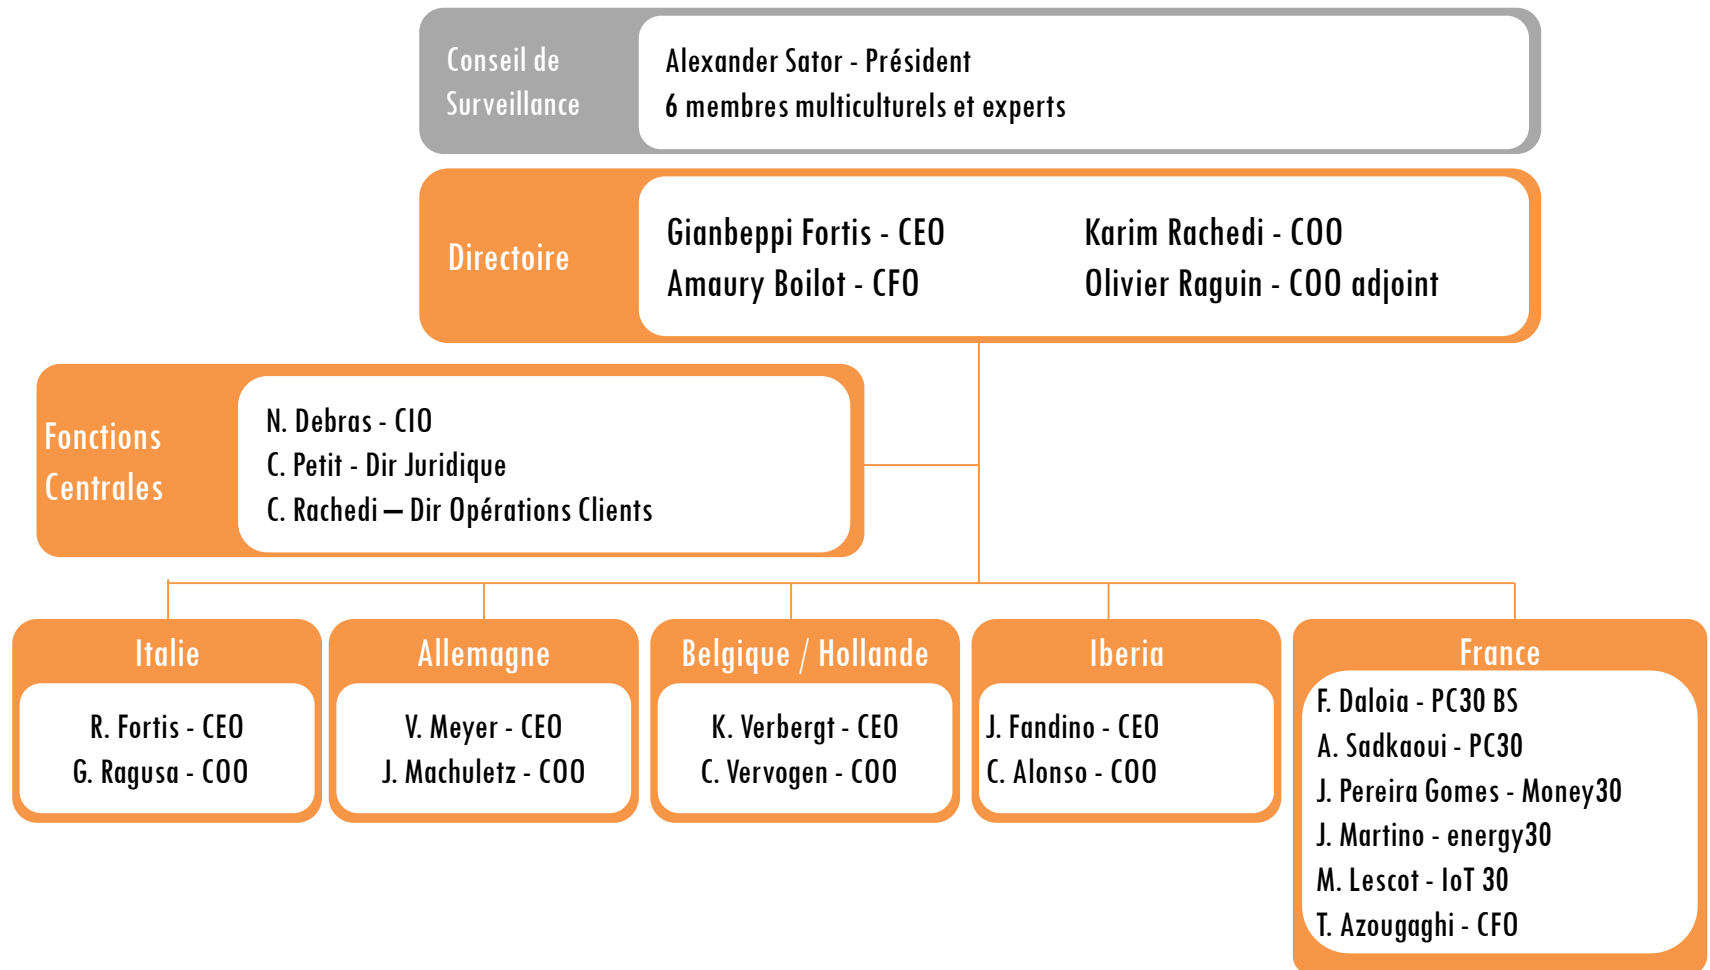 Conseil de
Surveillance
Alexander Sator - Président
6 membres multiculturels et experts
Directoire
Gianbeppi Fortis - CEO
Karim Rachedi - COO
Amaury Boilot - CFO
Olivier Raguin - COO adjoint
Fonctions
Centrales
N. Debras - CIO
C. Petit - Dir Juridique
C. Rachedi – Dir Opérations Clients
Italie
R. Fortis - CEO
G. Ragusa - COO
Allemagne
V. Meyer - CEO
J. Machuletz - COO
Belgique / Hollande
K. Verbergt - CEO
C. Vervogen - COO
Iberia
J. Fandino - CEO
C. Alonso - COO
France
F. Daloia - PC30 BS
A. Sadkaoui - PC30
J. Pereira Gomes - Money30
J. Martino - energy30
M. Lescot - IoT 30
T. Azougaghi - CFO